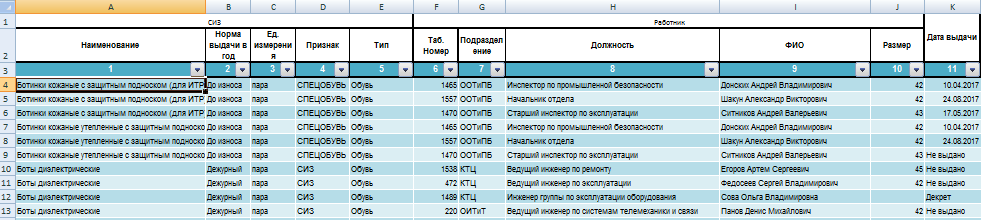 A B C D E F G H I J K
1 СИЗ Работник
2 Наименование Норма выдачи в год Ед. измерения Признак Тип Таб. Номер Подразделение Должность ФИО Размер Дата выдачи
3 1 2 3 4 5 6 7 8 9 10 11
4 Ботинки кожаные с защитным подноском (для ИТР До износа пара СПЕЦОБУВЬ Обувь 1465 ООТиПБ Инспектор по промышленной безопасности Донских Андрей Владимирович 42 10.04.2017
5 Ботинки кожаные с защитным подноском (для ИТР До износа пара СПЕЦОБУВЬ Обувь 1557 ООТиПБ Начальник отдела Шакун Александр Викторович 42 24.08.2017
6 Ботинки кожаные с защитным подноском (для ИТР До износа пара СПЕЦОБУВЬ Обувь 1470 ООТиПБ Старший инспектор по эксплуатации Ситников Андрей Валерьевич 43 17.05.2017
7 Ботинки кожаные утепленные с защитным подноско До износа пара СПЕЦОБУВЬ Обувь 1465 ООТиПБ Инспектор по промышленной безопасности Донских Андрей Владимирович 42 10.04.2017
8 Ботинки кожаные утепленные с защитным подноско До износа пара СПЕЦОБУВЬ Обувь 1557 ООТиПБ Начальник отдела Шакун Александр Викторович 42 24.08.2017
9 Ботинки кожаные утепленные с защитным подноско До износа пара СПЕЦОБУВЬ Обувь 1470 ООТиПБ Старший инспектор по эксплуатации Ситников Андрей Валерьевич 43 Не выдано
10 Боты диэлектрические Дежурный пара СИЗ Обувь 1538 КТЦ Ведущий инженер по ремонту Егоров Артем Сергеевич 45 Не выдано
11 Боты диэлектрические Дежурный пара СИЗ Обувь 472 КТЦ Ведущий инженер по эксплуатации Федосеев Сергей Владимирович 42 Не выдано
12 Боты диэлектрические Дежурный пара СИЗ Обувь 1489 КТЦ Инженер группы по эксплуатации оборудования Сова Ольга Владимировна Декрет
13 Боты диэлектрические Дежурный пара СИЗ Обувь 220 ОИТиТ Ведущий инженер по системам телемеханики и связи Панов Денис Михайлович 42 Не выдано